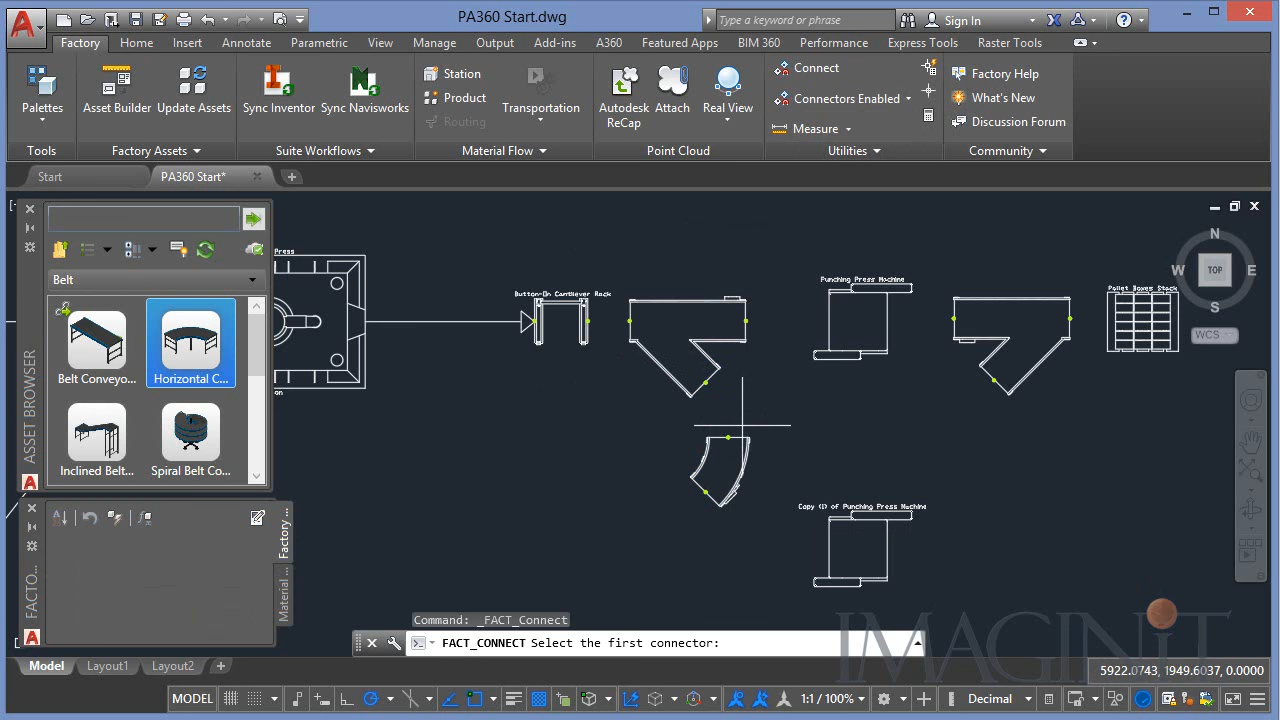 PA360 Start.dwg
Type a keyword or phrase
Sign In
Factory Home Insert Annotate Parametric View Manage Output Add-ins A360 Featured Apps BIM 360 Performance Express Tools Raster Tools
Palettes
Tools
Asset Builder
Update Assets
Factory Assets
Sync Inventor
Sync Navisworks
Suite Workflows
Station
Product
Routing
Transportation
Material Flow
Autodesk
ReCap
Attach
Real View
Point Cloud
Connect
Connectors Enabled
Measure
Utilities
Factory Help
What's New
Discussion Forum
Community
Start
PA360 Start*
ASSET BROWSER
Belt
Belt Conveyo...
Horizontal C...
Inclined Belt...
Spiral Belt Co...
FACTO...
Factory ...
Material ...
Press
Button-On Cantilever Rack
Punching Press Machine
Pallet Boxes Stack
Copy (1) of Punching Press Machine
N
W TOP E
S
WCS
Command: _FACT_Connect
FACT_CONNECT Select the first connector:
IMAGINiT
Model Layout1 Layout2
5922.0743, 1949.6037, 0.0000
MODEL
1:1 / 100%
Decimal